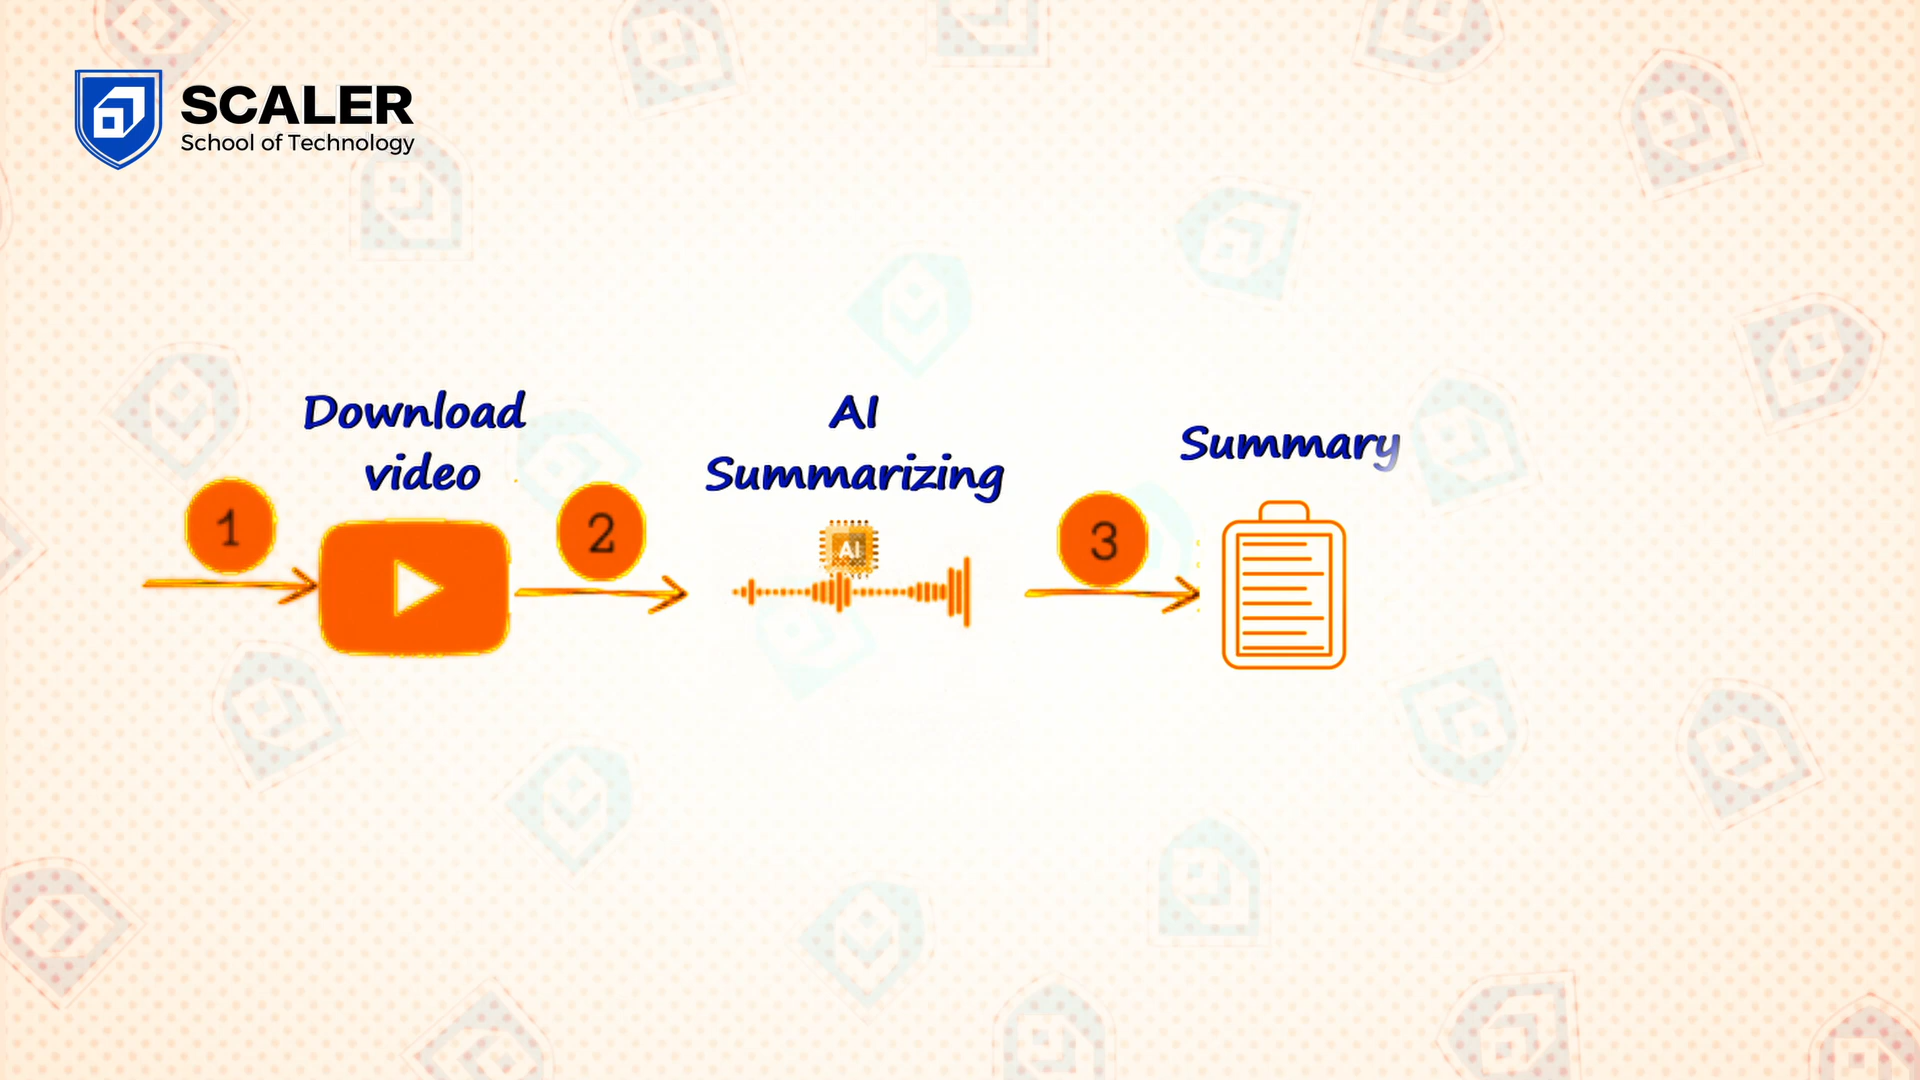 SCALER
School of Technology
Download
video
AI
Summarizing
Summary
1
2
3
AI